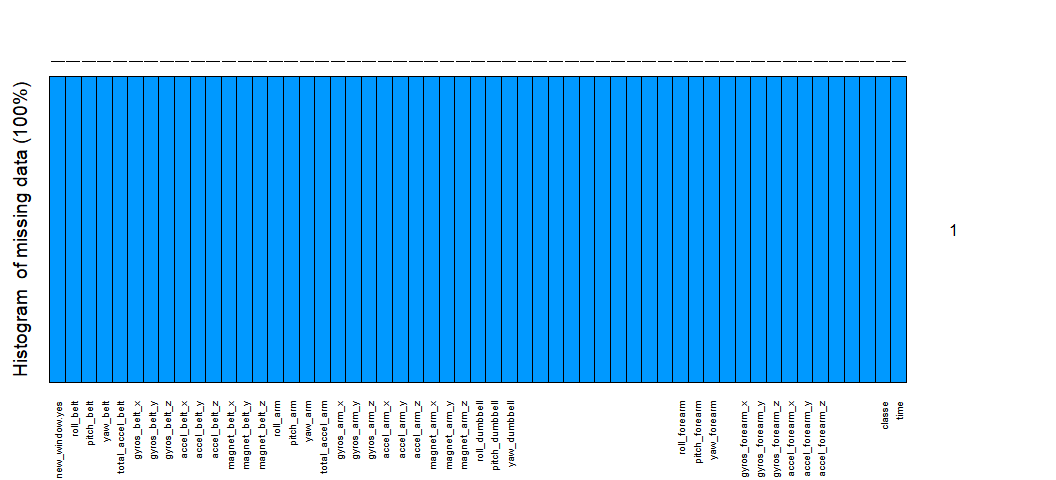 Histogram  of missing data (100%)
1
new_windowyes
roll_belt
pitch_belt
yaw_belt
total_accel_belt
gyros_belt_x
gyros_belt_y
gyros_belt_z
accel_belt_x
accel_belt_y
accel_belt_z
magnet_belt_x
magnet_belt_y
magnet_belt_z
roll_arm
pitch_arm
yaw_arm
total_accel_arm
gyros_arm_x
gyros_arm_y
gyros_arm_z
accel_arm_x
accel_arm_y
accel_arm_z
magnet_arm_x
magnet_arm_y
magnet_arm_z
roll_dumbbell
pitch_dumbbell
yaw_dumbbell
roll_forearm
pitch_forearm
yaw_forearm
gyros_forearm_x
gyros_forearm_y
gyros_forearm_z
accel_forearm_x
accel_forearm_y
accel_forearm_z
classe
time